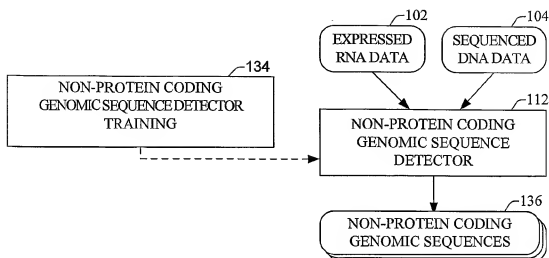 102
104
EXPRESSED
RNA DATA
SEQUENCED
DNA DATA
134
NON-PROTEIN CODING
GENOMIC SEQUENCE DETECTOR
TRAINING
112
NON-PROTEIN CODING
GENOMIC SEQUENCE
DETECTOR
136
NON-PROTEIN CODING
GENOMIC SEQUENCES